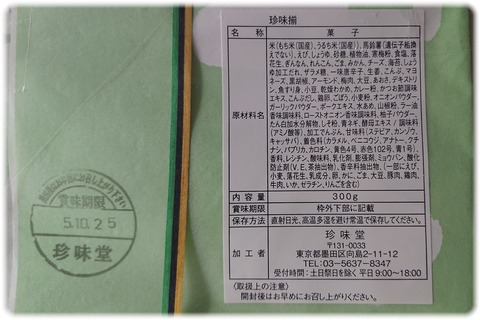 珍味揃
名称 菓子
原材料名
米(もち米(国産)、うるち米(国産))、馬鈴薯(遺伝子組換
えでない)、えび、しょうゆ、砂糖、植物油、寒梅粉、食塩、落
花生、ぎんなん、れんこん、ごま、みかん、チーズ、海苔、しょう
ゆ加工だれ、ザラメ糖、一味唐辛子、生姜、こんぶ、マヨ
ネーズ、黒胡椒、アーモンド、梅肉、大豆、あおさ、デキストリ
ン、魚すり身、小豆、乾燥わかめ、カレー粉、かつお節調味
エキス、こんぶだし、鶏卵、ごぼう、小麦粉、オニオンパウダー、
ガーリックパウダー、ポークエキス、水あめ、山椒粉、ラー油
香味調味料、ローストオニオン香味調味料、柚子パウダー、
たん白加水分解物、しそ粉、青ネギ、酵母エキス／調味料
(アミノ酸等)、加工でんぷん、甘味料(ステビア、カンゾウ、
キャッサバ)、着色料(カラメル、ベニコウジ、アナトー、ク
チナシ、パプリカ、カロチン、黄色4号、赤色102号、青1号)、
香料、レシチン、酸味料、乳化剤、膨張剤、ミョウバン、酸化
防止剤(V.E、茶抽出物)、香辛料抽出物、(一部にえび、
小麦、落花生、乳成分、卵、かに、ごま、大豆、豚肉、鶏肉、
牛肉、いか、ゼラチン、りんごを含む)
内容量 300g
賞味期限 枠外下部に記載
保存方法 直射日光、高温多湿を避け常温で保存してください。
加工者
珍味堂
〒131-0033
東京都墨田区向島2-11-12
TEL:03-5637-8347
受付時間:土日祭日を除く 平日9:00～18:00
〈取扱上の注意〉
開封後はお早めにお召し上がりください。
賞味期限
5.10.25
珍味堂